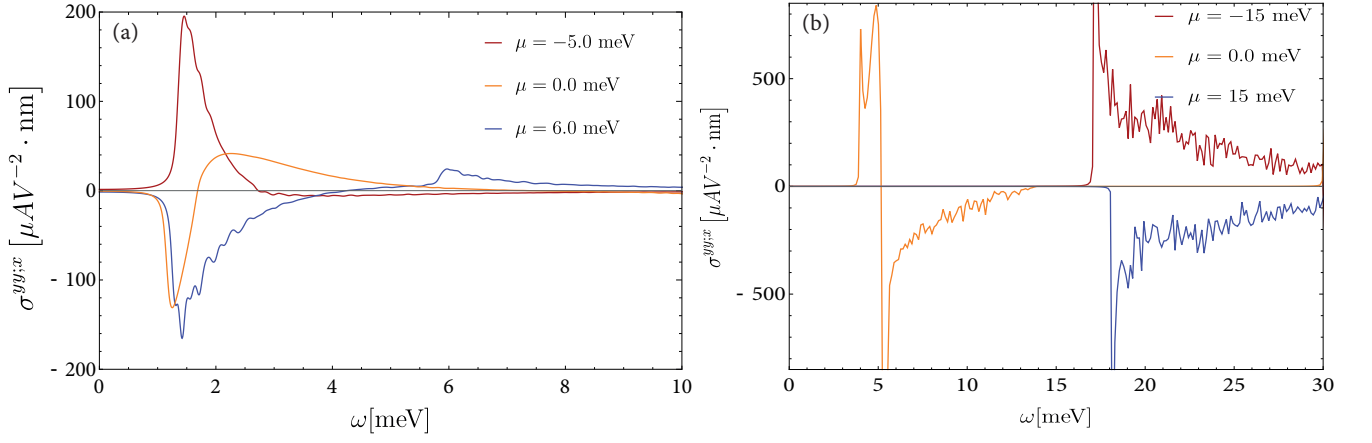 (a)
μ = −5.0 meV
μ = 0.0 meV
μ = 6.0 meV
200
100
0
- 100
- 200
σ^{yy;x} [μAV^{−2} · nm]
0
2
4
6
8
10
ω[meV]
(b)
μ = −15 meV
μ = 0.0 meV
μ = 15 meV
500
0
- 500
σ^{yy;x} [μAV^{−2} · nm]
0
5
10
15
20
25
30
ω[meV]